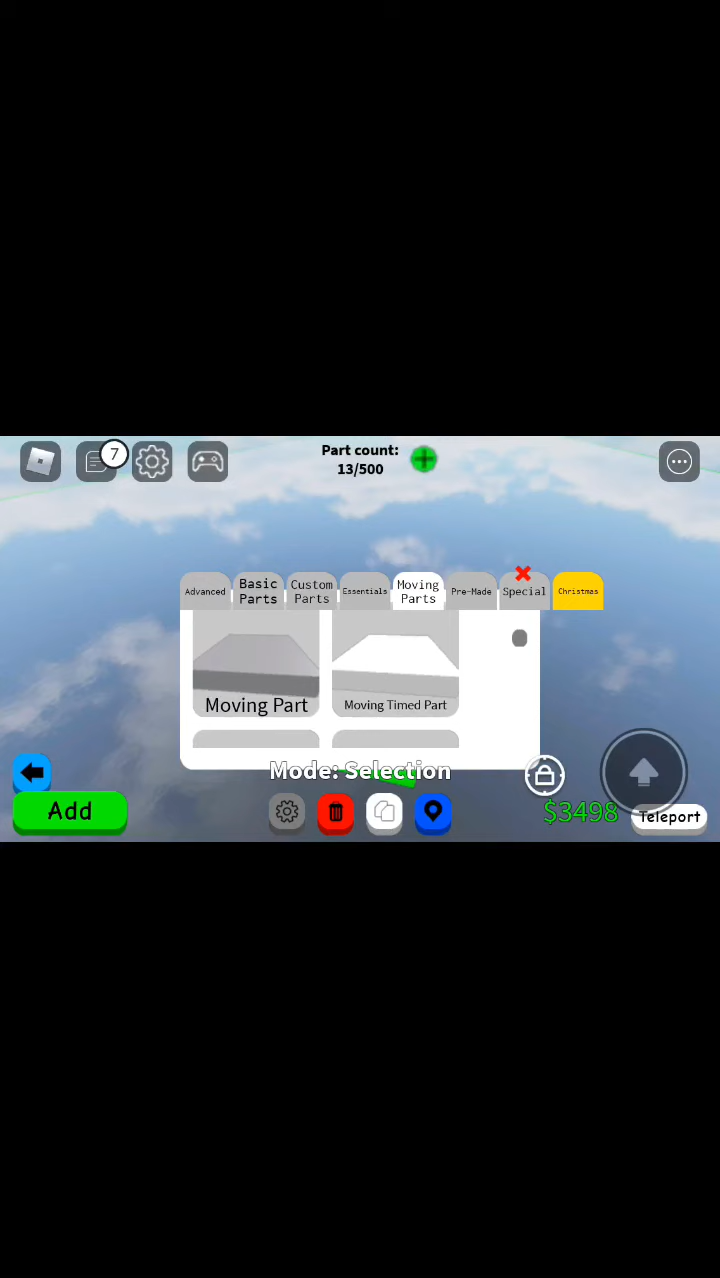 7
Part count:
13/500
Advanced
Basic
Parts
Custom
Parts
Essentials
Moving
Parts
Pre-Made
Special
Christmas
Moving Part
Moving Timed Part
Mode: Selection
Add
$3498
Teleport